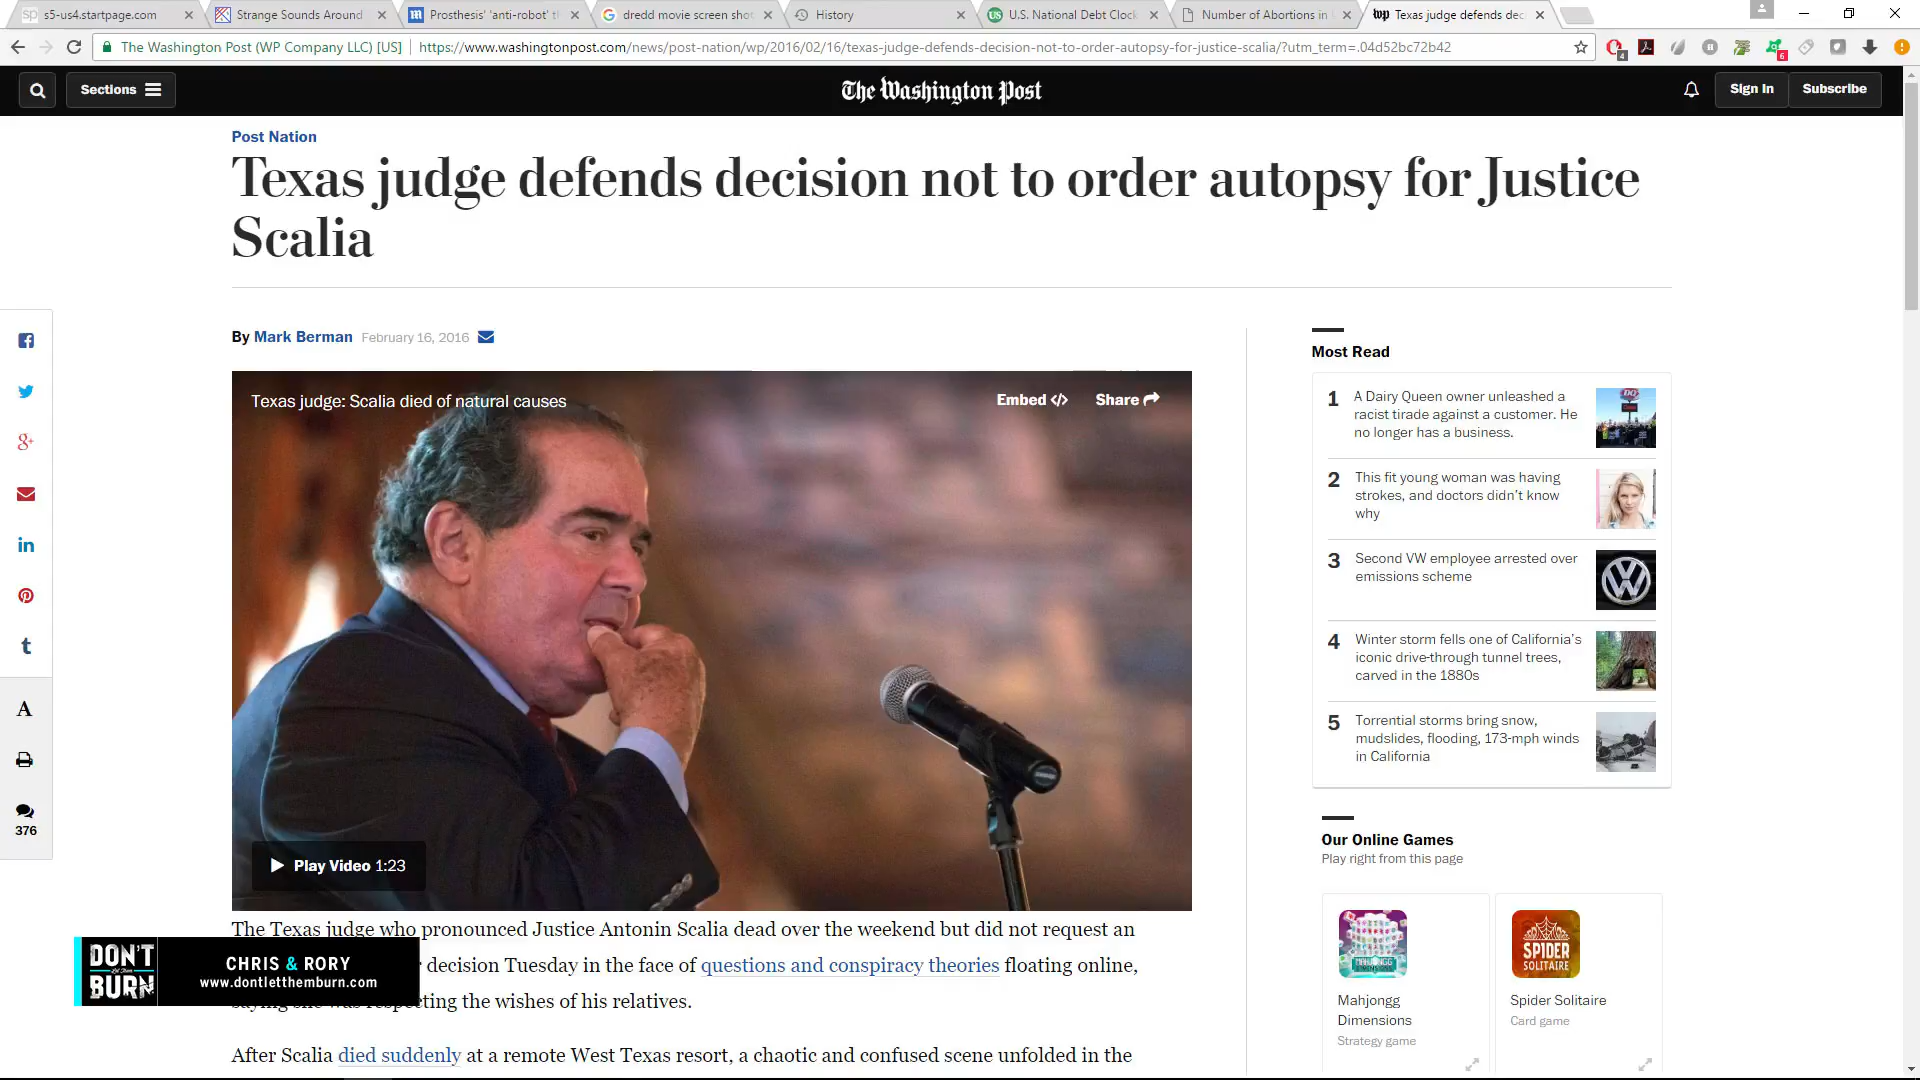 s5-us4.startpage.com
Strange Sounds Around
Prosthesis' 'anti-robot' t
dredd movie screen sho
History
U.S. National Debt Clock
Number of Abortions in
Texas judge defends dec
The Washington Post (WP Company LLC) [US]
https://www.washingtonpost.com/news/post-nation/wp/2016/02/16/texas-judge-defends-decision-not-to-order-autopsy-for-justice-scalia/?utm_term=.04d52bc72b42
4
6
Sections
The Washington Post
Sign In
Subscribe
Post Nation
Texas judge defends decision not to order autopsy for Justice
Scalia
By Mark Berman February 16, 2016
Texas judge: Scalia died of natural causes
Embed </>
Share
Play Video 1:23
The Texas judge who pronounced Justice Antonin Scalia dead over the weekend but did not request an
decision Tuesday in the face of questions and conspiracy theories floating online,
saying she was respecting the wishes of his relatives.
After Scalia died suddenly at a remote West Texas resort, a chaotic and confused scene unfolded in the
DON'T
LET THEM
BURN
CHRIS & RORY
www.dontletthemburn.com
A
376
Most Read
1 A Dairy Queen owner unleashed a
racist tirade against a customer. He
no longer has a business.
2 This fit young woman was having
strokes, and doctors didn't know
why
3 Second VW employee arrested over
emissions scheme
4 Winter storm fells one of California's
iconic drive-through tunnel trees,
carved in the 1880s
5 Torrential storms bring snow,
mudslides, flooding, 173-mph winds
in California
Our Online Games
Play right from this page
MAHJONGG
DIMENSIONS
Mahjongg
Dimensions
Strategy game
SPIDER
SOLITAIRE
Spider Solitaire
Card game